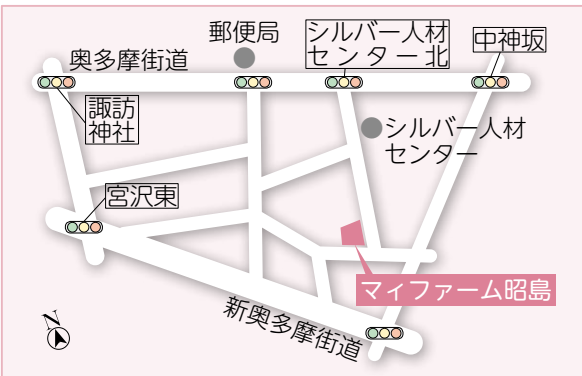 郵便局
シルバー人材
センター北
中神坂
奥多摩街道
諏訪
神社
シルバー人材
センター
宮沢東
マイファーム昭島
新奥多摩街道
N